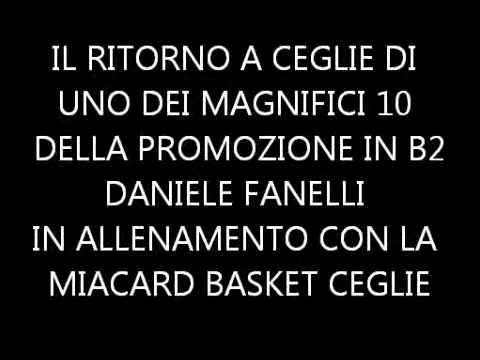 IL RITORNO A CEGLIE DI
UNO DEI MAGNIFICI 10
DELLA PROMOZIONE IN B2
DANIELE FANELLI
IN ALLENAMENTO CON LA
MIACARD BASKET CEGLIE